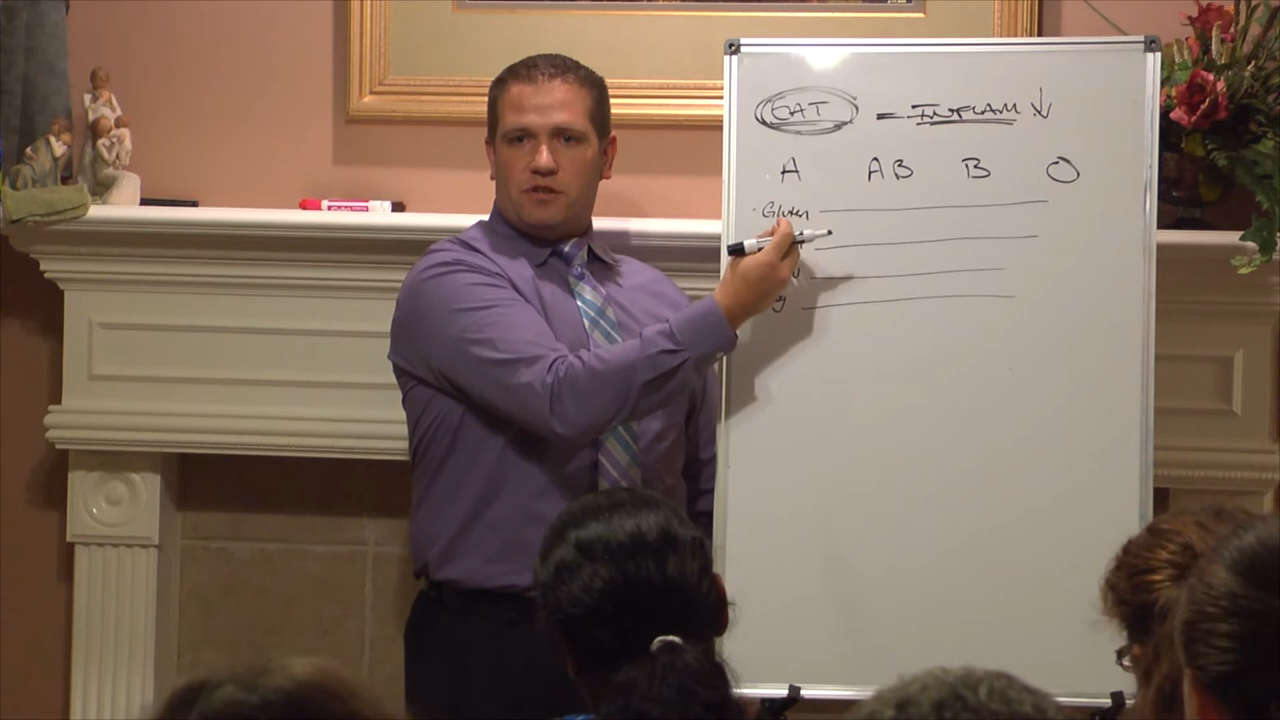 EAT = INFLAM ↓
A AB B O
Gluten